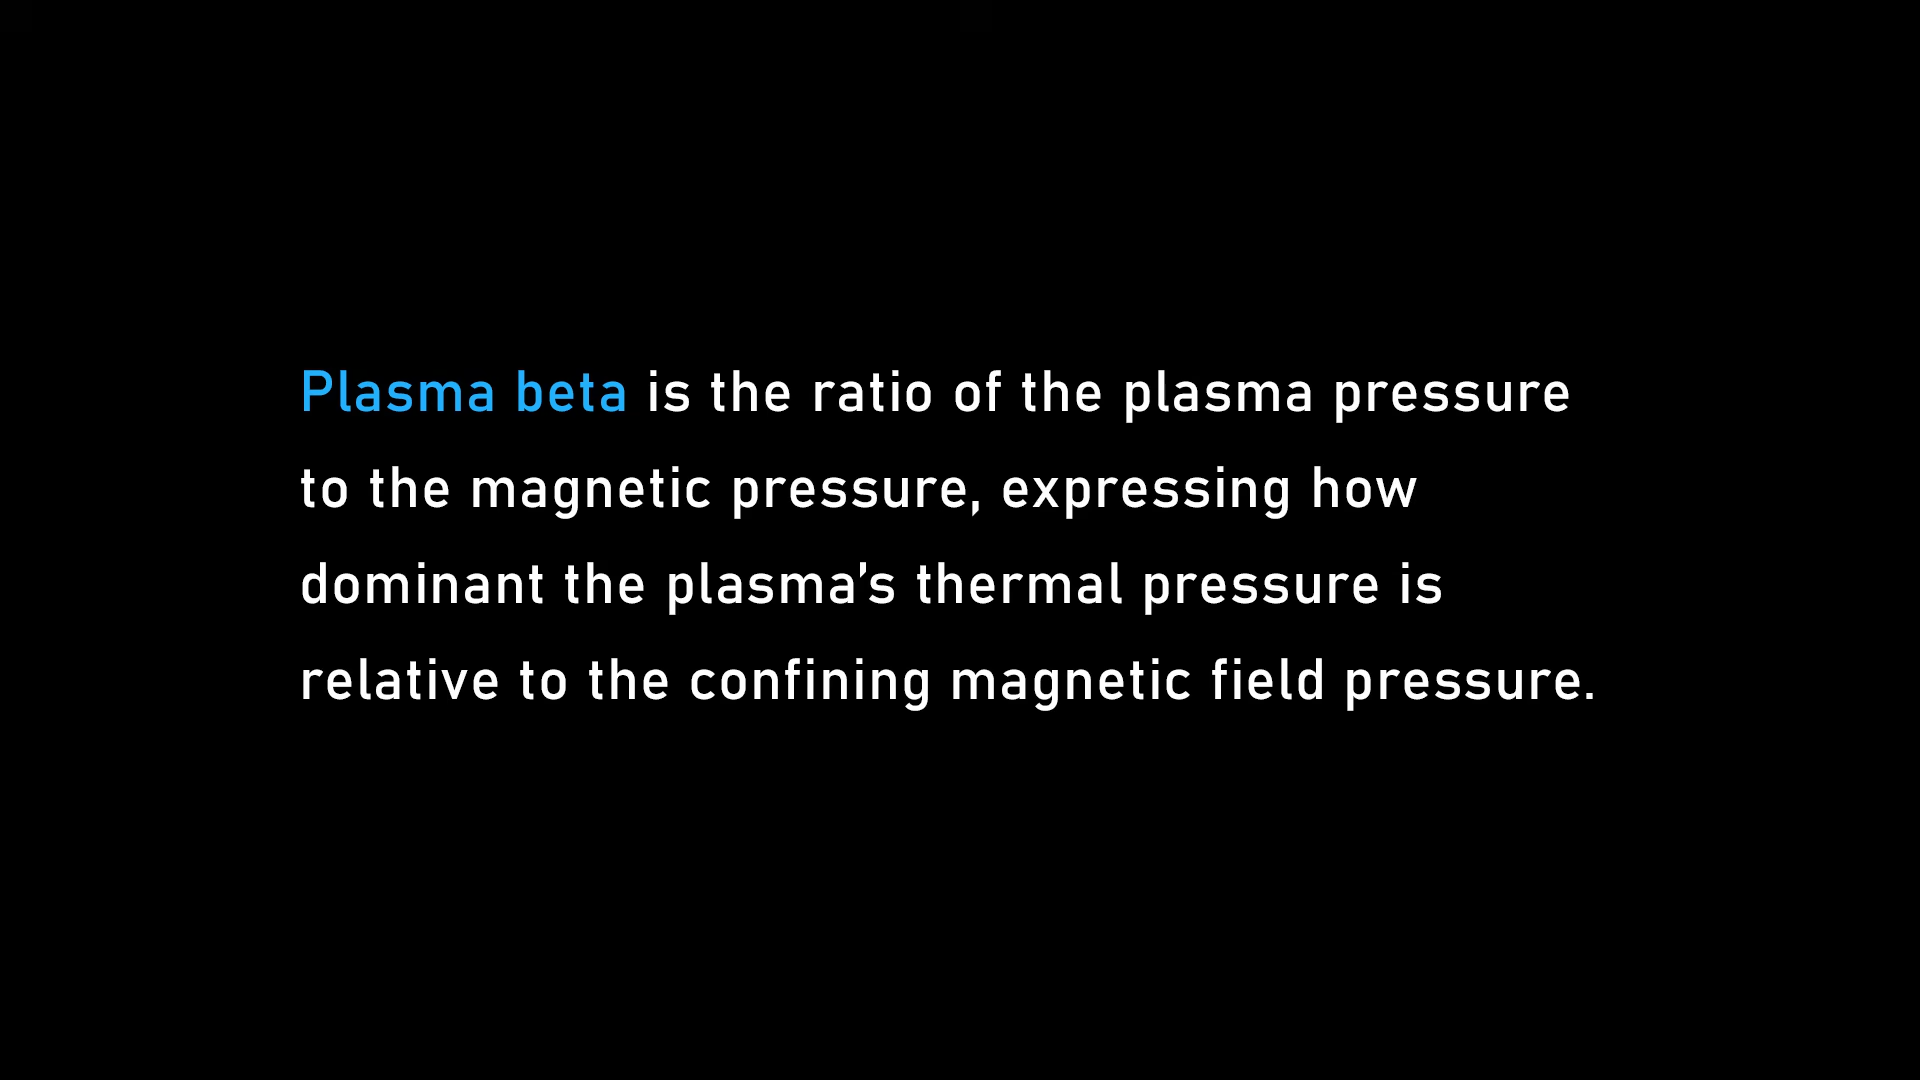 Plasma beta is the ratio of the plasma pressure
to the magnetic pressure, expressing how
dominant the plasma’s thermal pressure is
relative to the confining magnetic field pressure.